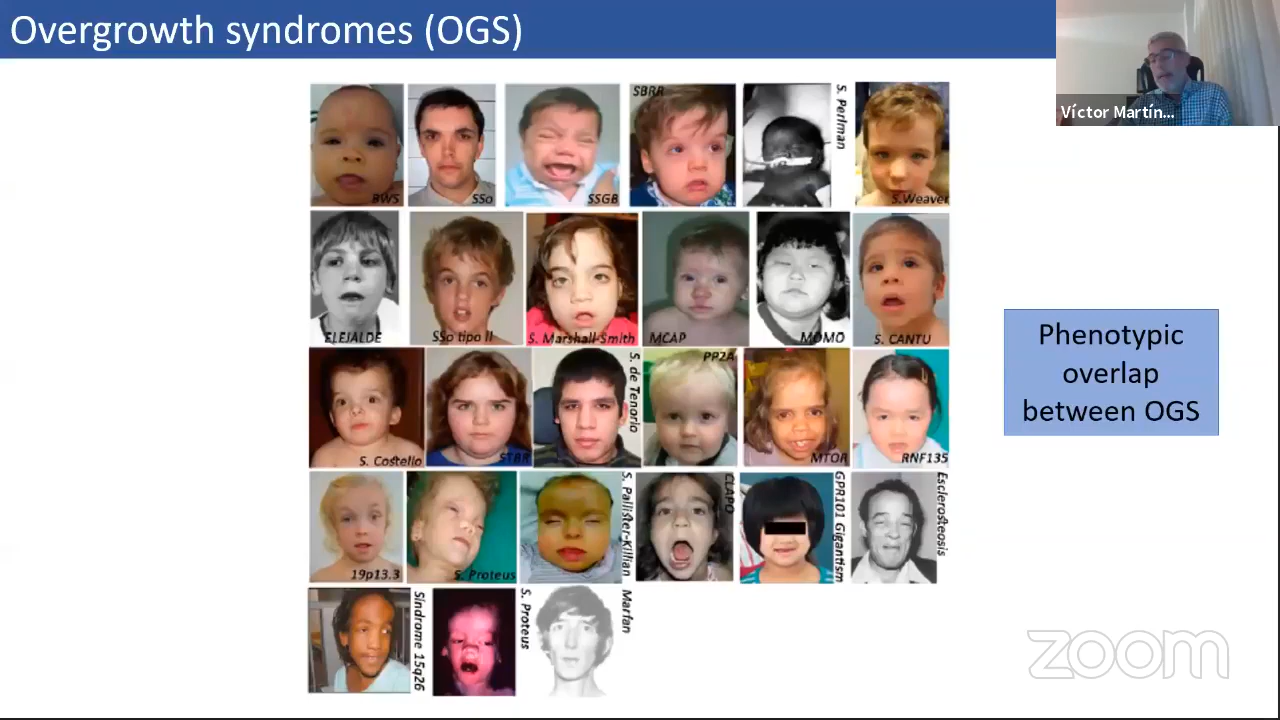 Overgrowth syndromes (OGS)
Víctor Martín...
BWS
SSo
SSGB
SBRR
S. Perlman
S.Weaver
ELEJALDE
SSo tipo II
S. Marshall-Smith
MCAP
MOMO
S. CANTU
S. Costello
STBR
S. de Tenorio
PP2A
MTOR
RNF135
19p13.3
S. Proteus
S. Pallister-Killian
CLAPO
GPR101 Gigantism
Esclerosteosis
Síndrome 15q26
S. Proteus
Marfan
Phenotypic
overlap
between OGS
zoom